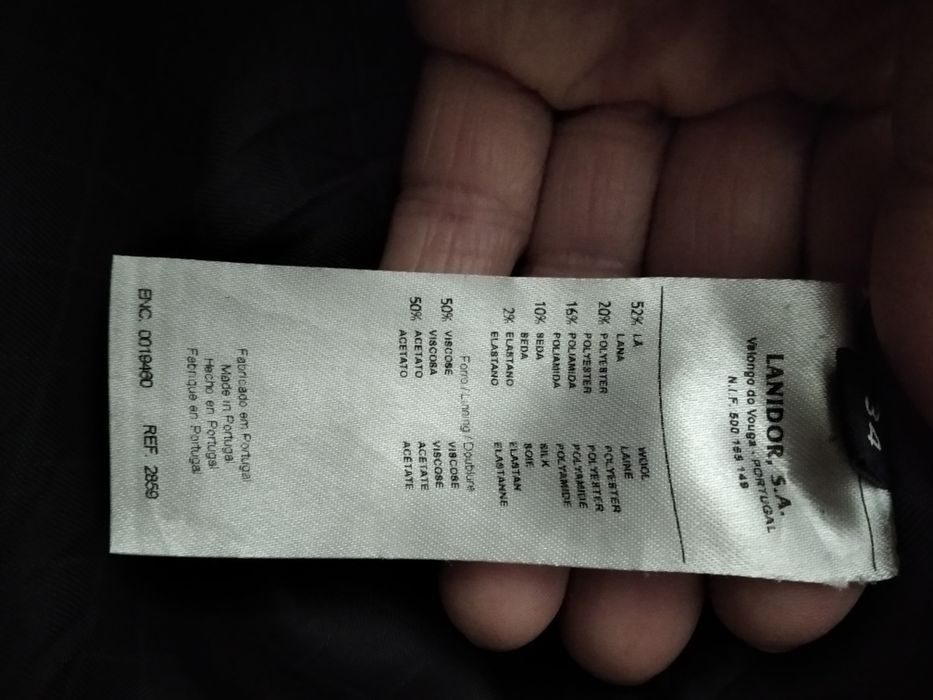 34
LANIDOR, S.A.
Valongo do Vouga - PORTUGAL
N.I.F. 500 165 149
52% LÃ WOOL
LANA LAINE
20% POLYESTER POLYESTER
POLYESTER POLYESTER
16% POLIAMIDA POLYAMIDE
POLIAMIDA POLYAMIDE
10% SEDA SILK
SEDA SOIE
2% ELASTANO ELASTAN
ELASTANO ELASTANNE
Forro / Linning / Doublure
50% VISCOSE VISCOSE
VISCOSA VISCOSE
50% ACETATO ACETATE
ACETATO ACETATE
Fabricado em Portugal
Made in Portugal
Hecho en Portugal
Fabrique en Portugal
ENC. 0019480 REF. 2869